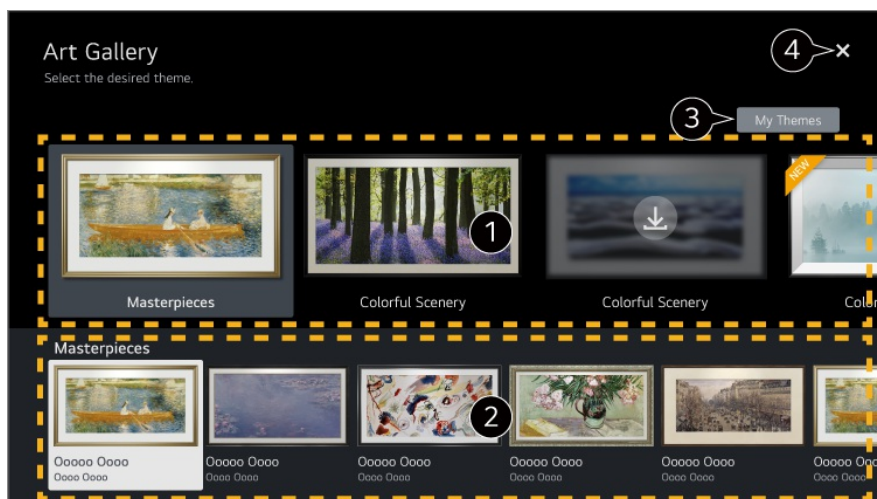 Art Gallery
4
Select the desired theme.
3
My Themes
NEW
1
Masterpieces
Colorful Scenery
Colorful Scenery
Color
Masterpieces
2
Ooooo Oooo
Ooooo Oooo
Ooooo Oooo
Ooooo Oooo
Ooooo Oooo
Ooooo Ooo
Oooo Oooo
Oooo Oooo
Oooo Oooo
Oooo Oooo
Oooo Oooo
Oooo Oooo